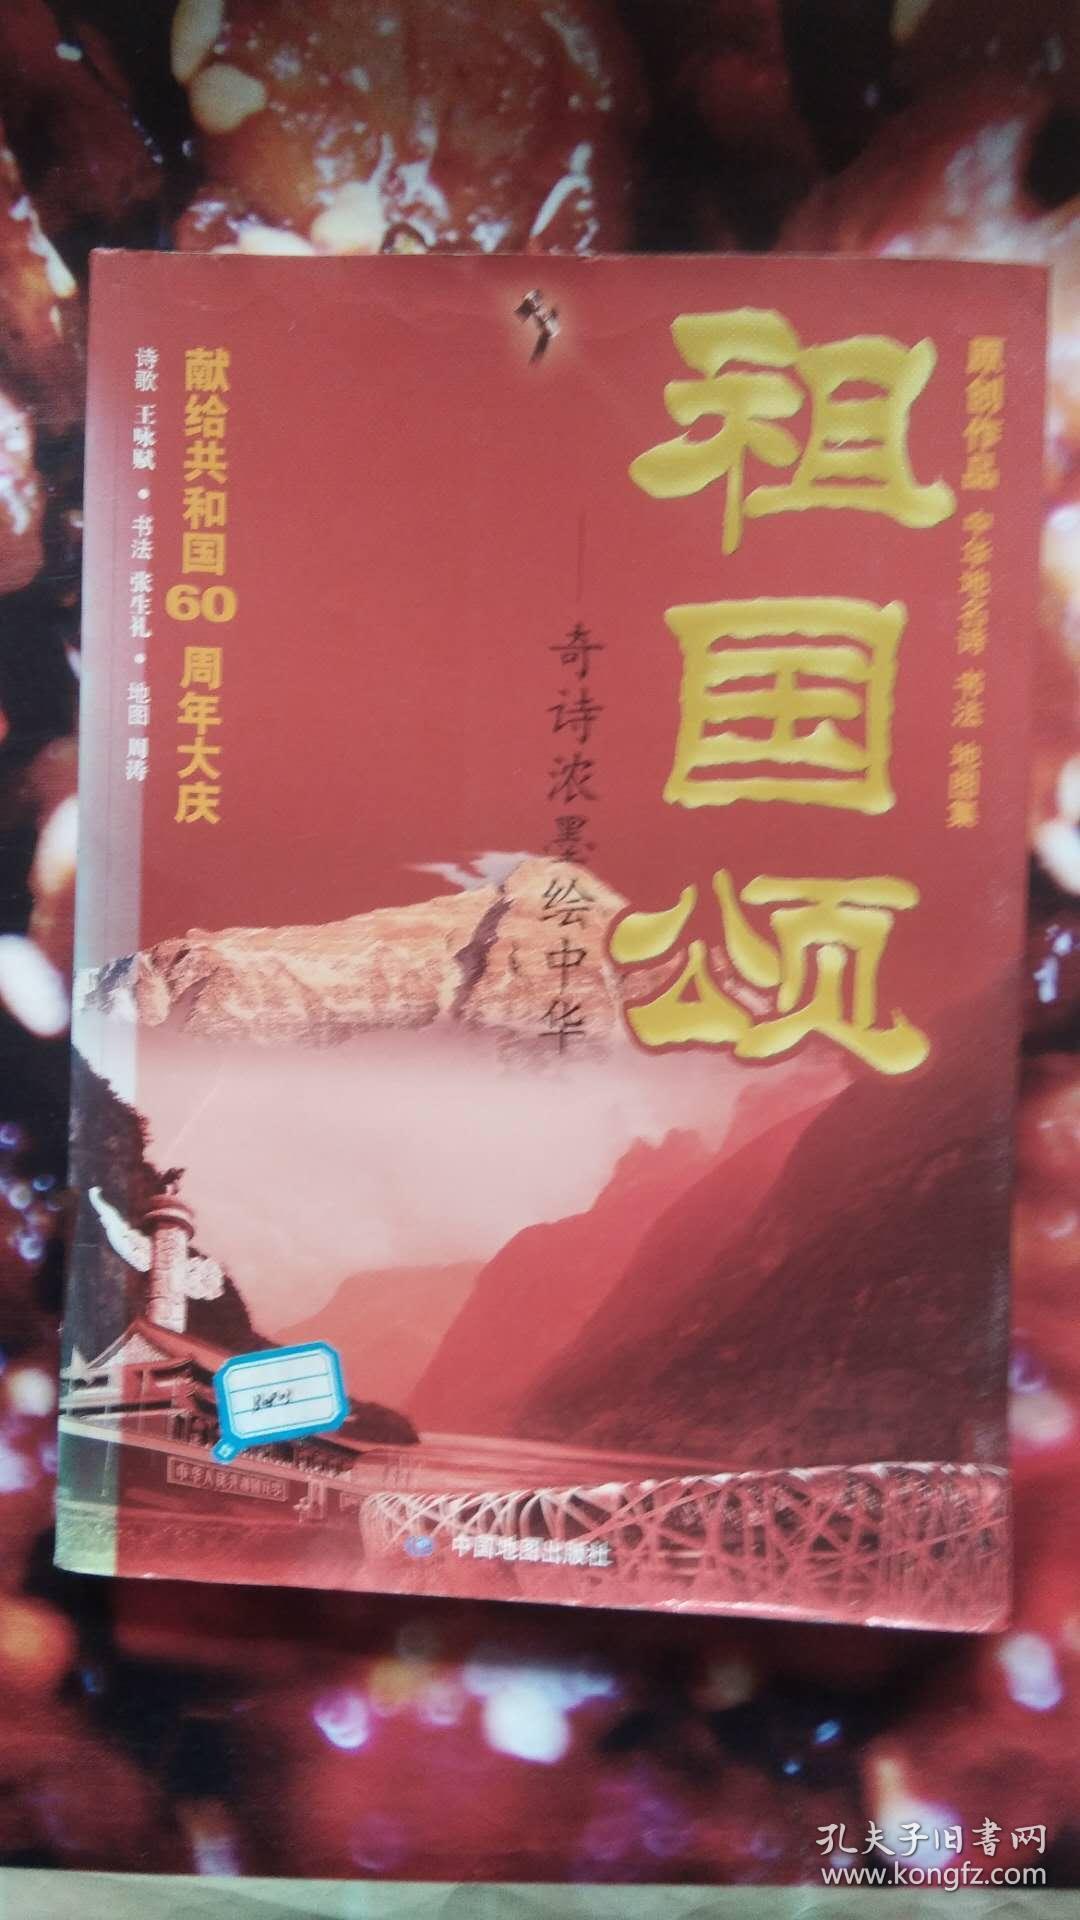 原创作品 中华地名诗 书法 地图集
祖国颂
——奇诗浓墨绘中华
献给共和国60周年大庆
诗歌 王咏赋·书法 张生礼·地图 周涛
中国地图出版社
孔夫子旧书网
www.kongfz.com